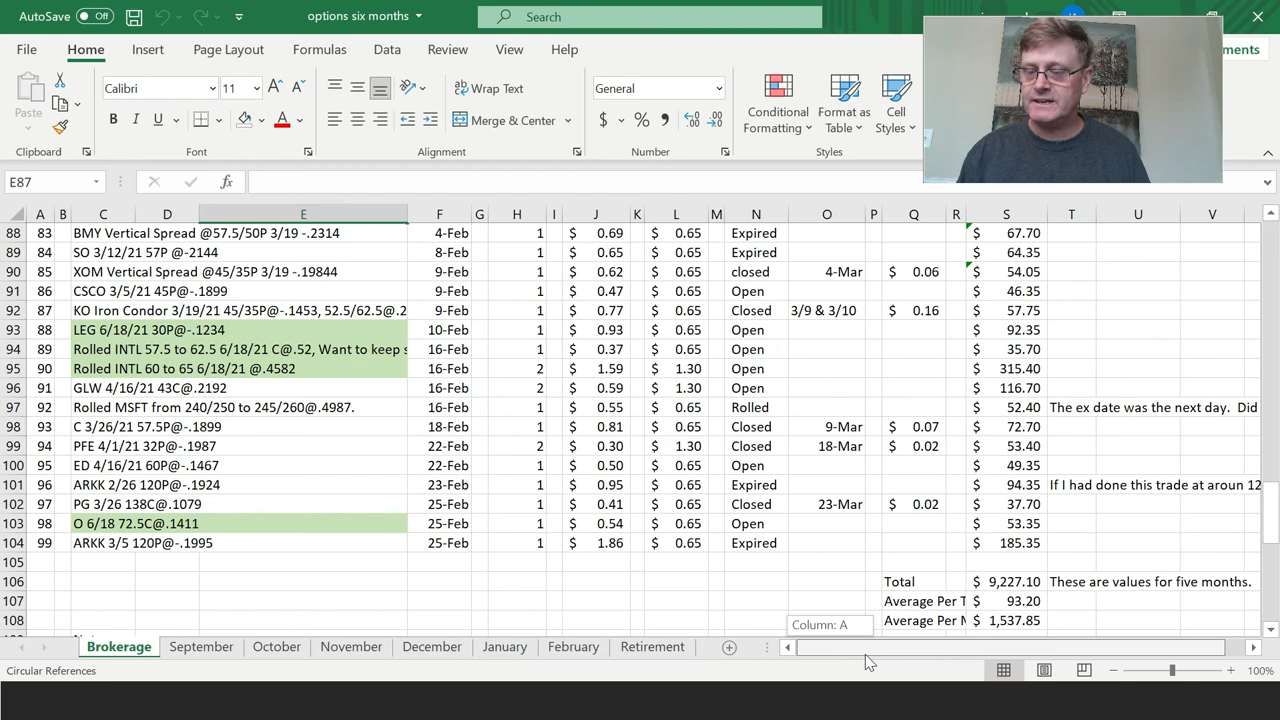 AutoSave Off options six months Search
File Home Insert Page Layout Formulas Data Review View Help
Paste Calibri 11 Wrap Text General Conditional Format as Cell
B I U Merge & Center $ % Formatting Table Styles
Clipboard Font Alignment Number Styles
E87 fx
A B C D E F G H I J K L M N O P Q R S T U V
88 83 BMY Vertical Spread @57.5/50P 3/19 -.2314 4-Feb 1 $ 0.69 $ 0.65 Expired $ 67.70
89 84 SO 3/12/21 57P @-2144 8-Feb 1 $ 0.65 $ 0.65 Expired $ 64.35
90 85 XOM Vertical Spread @45/35P 3/19 -.19844 9-Feb 1 $ 0.62 $ 0.65 closed 4-Mar $ 0.06 $ 54.05
91 86 CSCO 3/5/21 45P@-.1899 9-Feb 1 $ 0.47 $ 0.65 Open $ 46.35
92 87 KO Iron Condor 3/19/21 45/35P@-.1453, 52.5/62.5@.2 9-Feb 1 $ 0.77 $ 0.65 Closed 3/9 & 3/10 $ 0.16 $ 57.75
93 88 LEG 6/18/21 30P@-.1234 10-Feb 1 $ 0.93 $ 0.65 Open $ 92.35
94 89 Rolled INTL 57.5 to 62.5 6/18/21 C@.52, Want to keep s 16-Feb 1 $ 0.37 $ 0.65 Open $ 35.70
95 90 Rolled INTL 60 to 65 6/18/21 @.4582 16-Feb 2 $ 1.59 $ 1.30 Open $ 315.40
96 91 GLW 4/16/21 43C@.2192 16-Feb 2 $ 0.59 $ 1.30 Open $ 116.70
97 92 Rolled MSFT from 240/250 to 245/260@.4987. 16-Feb 1 $ 0.55 $ 0.65 Rolled $ 52.40 The ex date was the next day. Did
98 93 C 3/26/21 57.5P@-.1899 18-Feb 1 $ 0.81 $ 0.65 Closed 9-Mar $ 0.07 $ 72.70
99 94 PFE 4/1/21 32P@-.1987 22-Feb 2 $ 0.30 $ 1.30 Closed 18-Mar $ 0.02 $ 53.40
100 95 ED 4/16/21 60P@-.1467 22-Feb 1 $ 0.50 $ 0.65 Open $ 49.35
101 96 ARKK 2/26 120P@-.1924 23-Feb 1 $ 0.95 $ 0.65 Expired $ 94.35 If I had done this trade at aroun 12
102 97 PG 3/26 138C@.1079 25-Feb 1 $ 0.41 $ 0.65 Closed 23-Mar $ 0.02 $ 37.70
103 98 O 6/18 72.5C@.1411 25-Feb 1 $ 0.54 $ 0.65 Open $ 53.35
104 99 ARKK 3/5 120P@-.1995 25-Feb 1 $ 1.86 $ 0.65 Expired $ 185.35
105
106 Total $ 9,227.10 These are values for five months.
107 Average Per T $ 93.20
108 Average Per M $ 1,537.85
Column: A
Brokerage September October November December January February Retirement
Circular References 100%